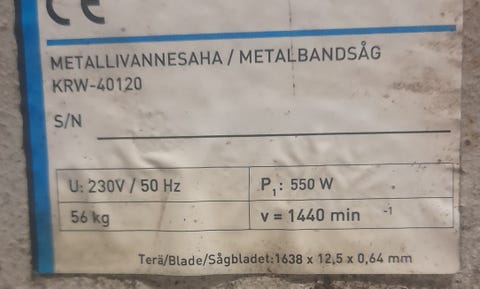 CE
METALLIVANNESAHA / METALBANDSÅG
KRW-40120
S/N
U: 230V / 50 Hz
P₁: 550 W
56 kg
v = 1440 min ⁻¹
Terä/Blade/Sågbladet:1638 x 12,5 x 0,64 mm